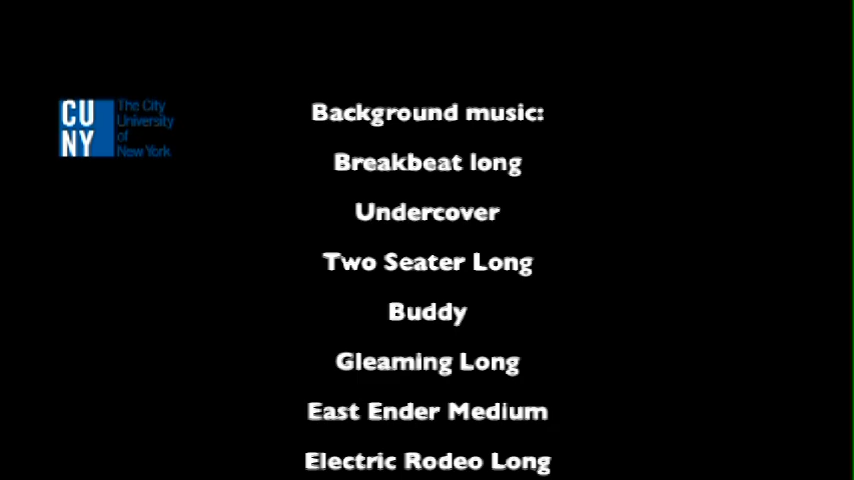 CU
NY
The City
University
of
New York
Background music:
Breakbeat long
Undercover
Two Seater Long
Buddy
Gleaming Long
East Ender Medium
Electric Rodeo Long